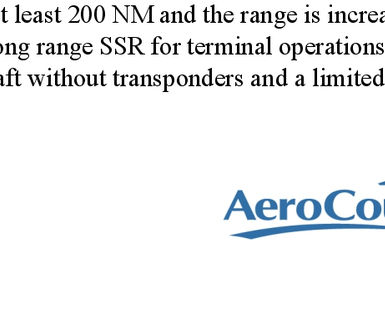 t least 200 NM and the range is increa
ong range SSR for terminal operations
aft without transponders and a limited
AeroCou